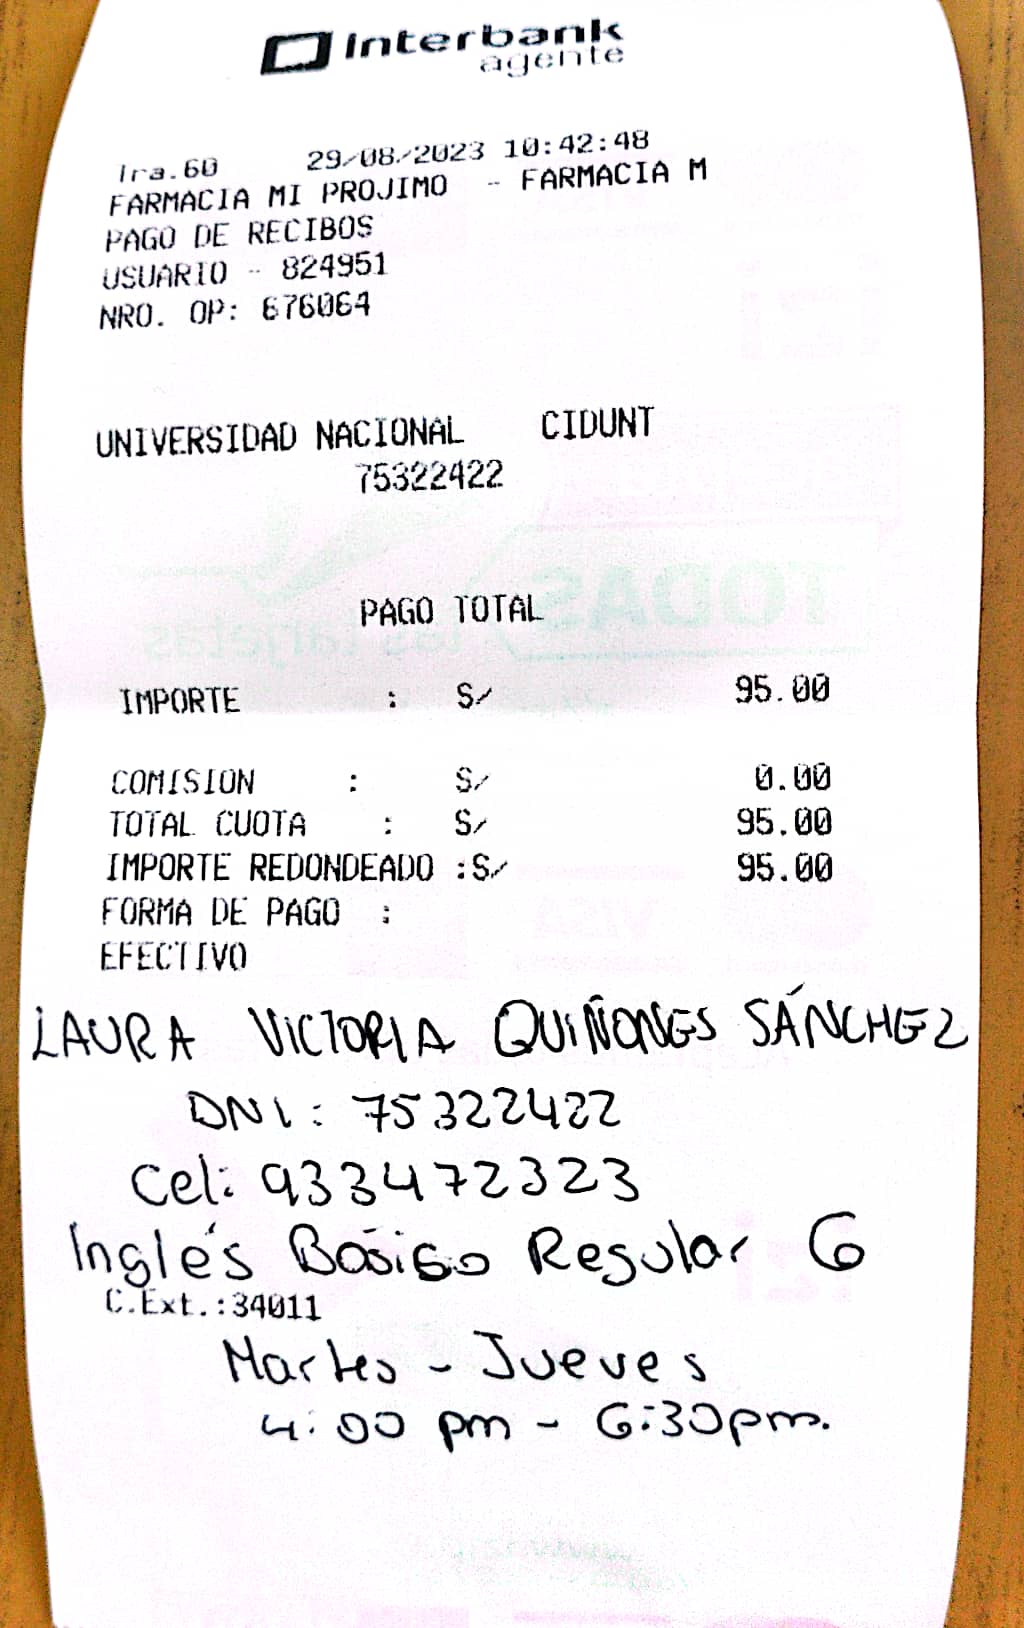 Interbank
agente
Tra.60 29/08/2023 10:42:48
FARMACIA MI PROJIMO - FARMACIA M
PAGO DE RECIBOS
USUARIO - 824951
NRO. OP: 676064
UNIVERSIDAD NACIONAL CIDUNT
75322422
PAGO TOTAL
IMPORTE : S/ 95.00
COMISION : S/ 0.00
TOTAL CUOTA : S/ 95.00
IMPORTE REDONDEADO :S/ 95.00
FORMA DE PAGO :
EFECTIVO
LAURA VICTORIA QUIÑONES SÁNCHEZ
DNI: 75322422
Cel: 933472323
Inglés Básico Regular 6
C.Ext.:34011
Martes - Jueves
4:00 pm - 6:30pm.